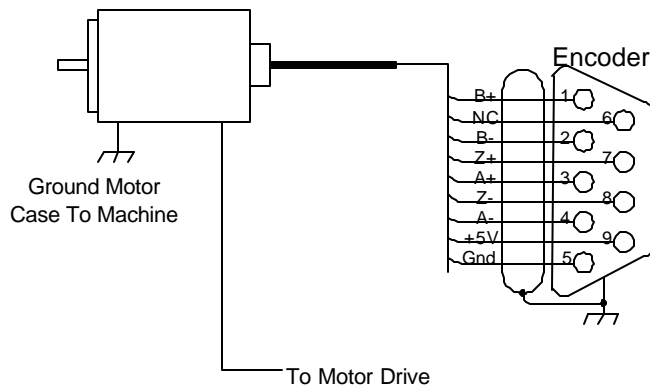 Encoder
B+ 1
NC 6
B- 2
Z+ 7
A+ 3
Z- 8
A- 4
+5V 9
Gnd 5
Ground Motor
Case To Machine
To Motor Drive